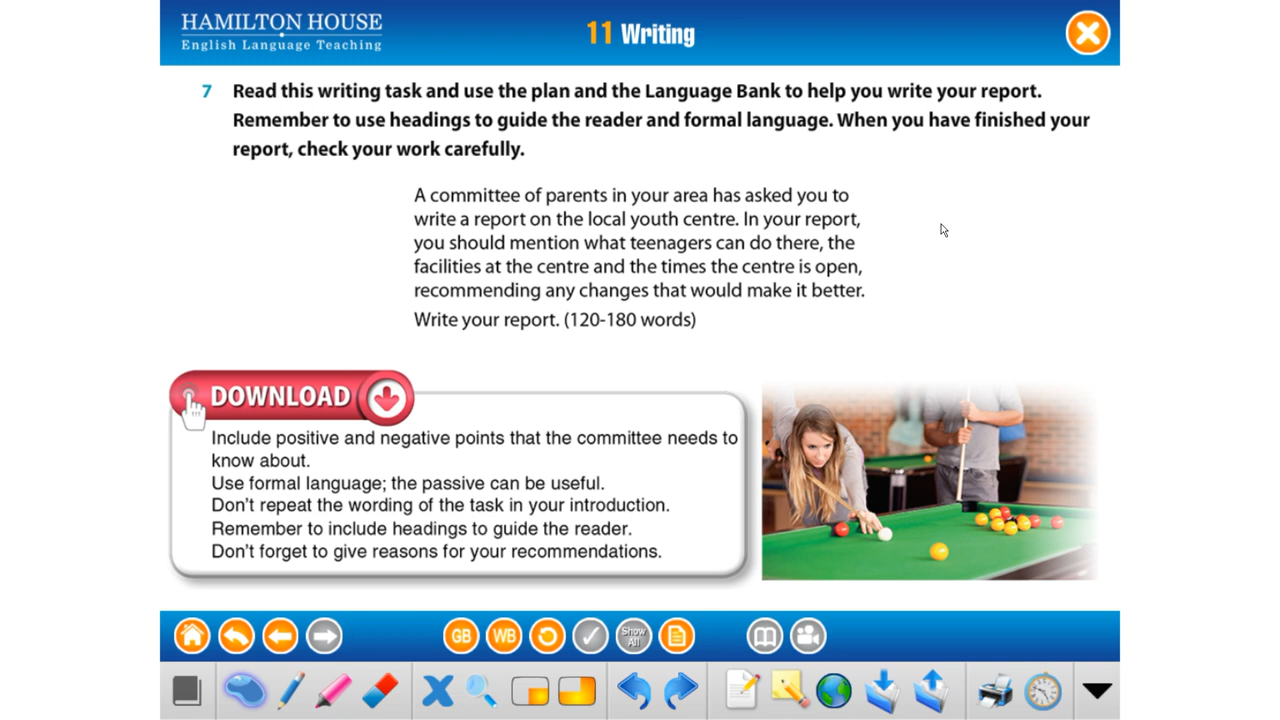 HAMILTON HOUSE
English Language Teaching
11 Writing
7 Read this writing task and use the plan and the Language Bank to help you write your report.
Remember to use headings to guide the reader and formal language. When you have finished your
report, check your work carefully.
A committee of parents in your area has asked you to
write a report on the local youth centre. In your report,
you should mention what teenagers can do there, the
facilities at the centre and the times the centre is open,
recommending any changes that would make it better.
Write your report. (120-180 words)
DOWNLOAD
Include positive and negative points that the committee needs to
know about.
Use formal language; the passive can be useful.
Don't repeat the wording of the task in your introduction.
Remember to include headings to guide the reader.
Don't forget to give reasons for your recommendations.
GB WB Show
All